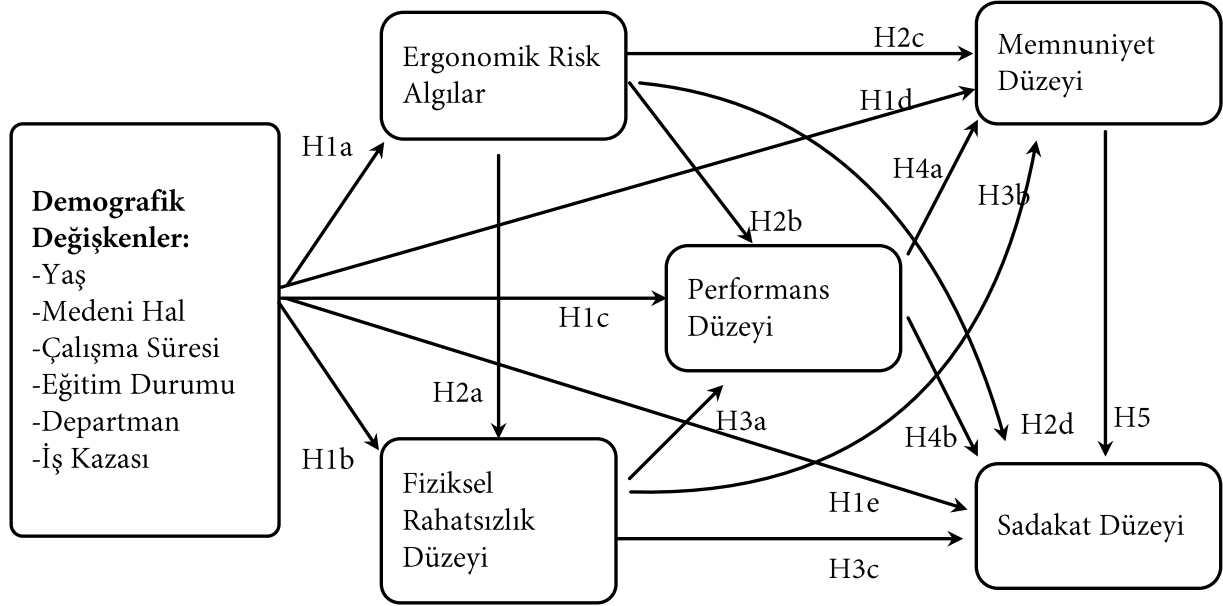 Demografik
Değişkenler:
-Yaş
-Medeni Hal
-Çalışma Süresi
-Eğitim Durumu
-Departman
-İş Kazası
H1a
H1b
Ergonomik Risk
Algılar
H2c
H1d
H2b
H1c
H2a
Fiziksel
Rahatsızlık
Düzeyi
Performans
Düzeyi
H3a
H4a
H3b
H4b
H2d
H1e
H3c
Memnuniyet
Düzeyi
H5
Sadakat Düzeyi